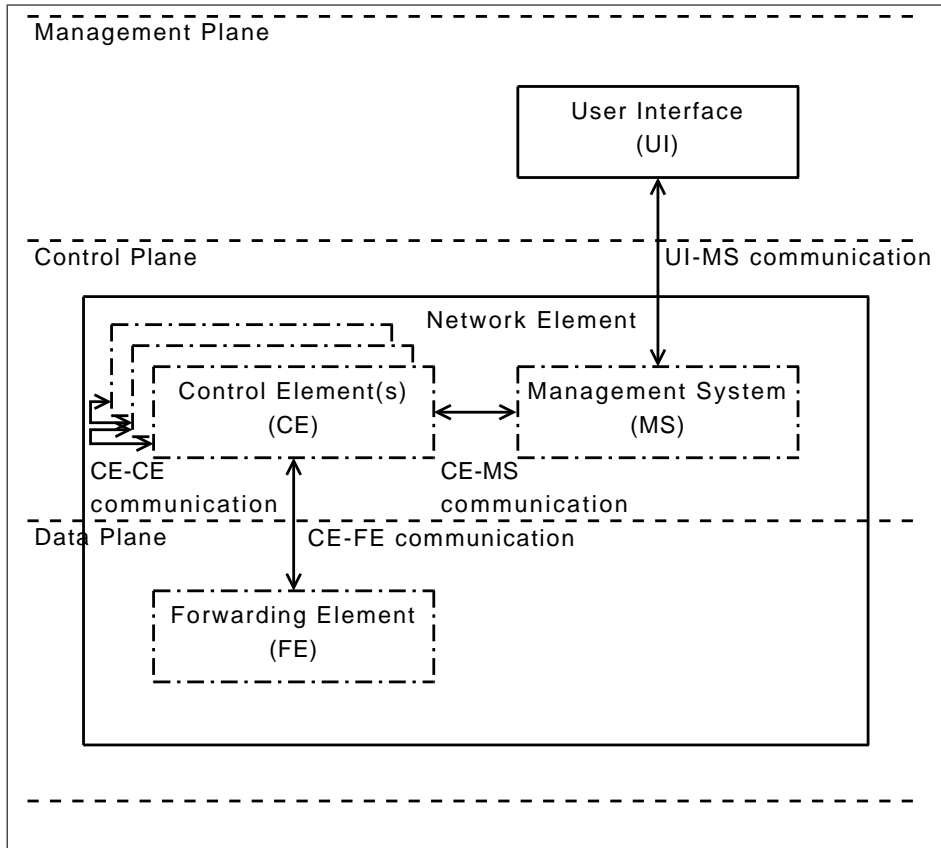 Management Plane
User Interface
(UI)
Control Plane
UI-MS communication
Network Element
Control Element(s)
(CE)
Management System
(MS)
CE-CE
communication
CE-MS
communication
Data Plane
CE-FE communication
Forwarding Element
(FE)